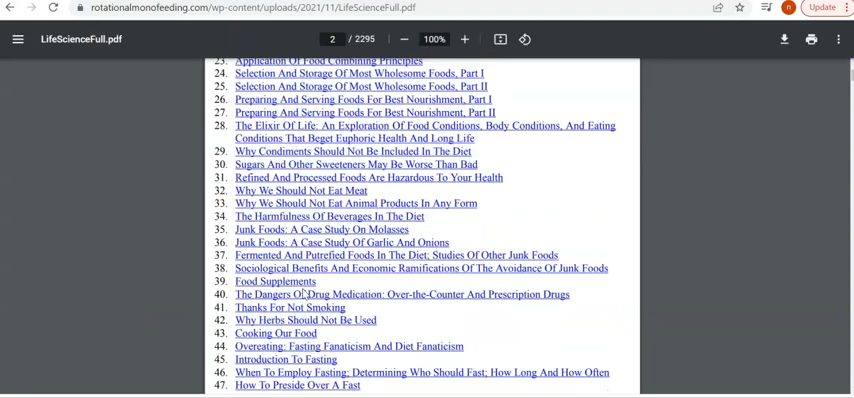 rotationalmonofeeding.com/wp-content/uploads/2021/11/LifeScienceFull.pdf
n
Update
LifeScienceFull.pdf
2 / 2295
100%
23. Application Of Food Combining Principles
24. Selection And Storage Of Most Wholesome Foods, Part I
25. Selection And Storage Of Most Wholesome Foods, Part II
26. Preparing And Serving Foods For Best Nourishment, Part I
27. Preparing And Serving Foods For Best Nourishment, Part II
28. The Elixir Of Life: An Exploration Of Food Conditions, Body Conditions, And Eating
Conditions That Beget Euphoric Health And Long Life
29. Why Condiments Should Not Be Included In The Diet
30. Sugars And Other Sweeteners May Be Worse Than Bad
31. Refined And Processed Foods Are Hazardous To Your Health
32. Why We Should Not Eat Meat
33. Why We Should Not Eat Animal Products In Any Form
34. The Harmfulness Of Beverages In The Diet
35. Junk Foods: A Case Study On Molasses
36. Junk Foods: A Case Study Of Garlic And Onions
37. Fermented And Putrefied Foods In The Diet; Studies Of Other Junk Foods
38. Sociological Benefits And Economic Ramifications Of The Avoidance Of Junk Foods
39. Food Supplements
40. The Dangers Of Drug Medication: Over-the-Counter And Prescription Drugs
41. Thanks For Not Smoking
42. Why Herbs Should Not Be Used
43. Cooking Our Food
44. Overeating: Fasting Fanaticism And Diet Fanaticism
45. Introduction To Fasting
46. When To Employ Fasting; Determining Who Should Fast; How Long And How Often
47. How To Preside Over A Fast